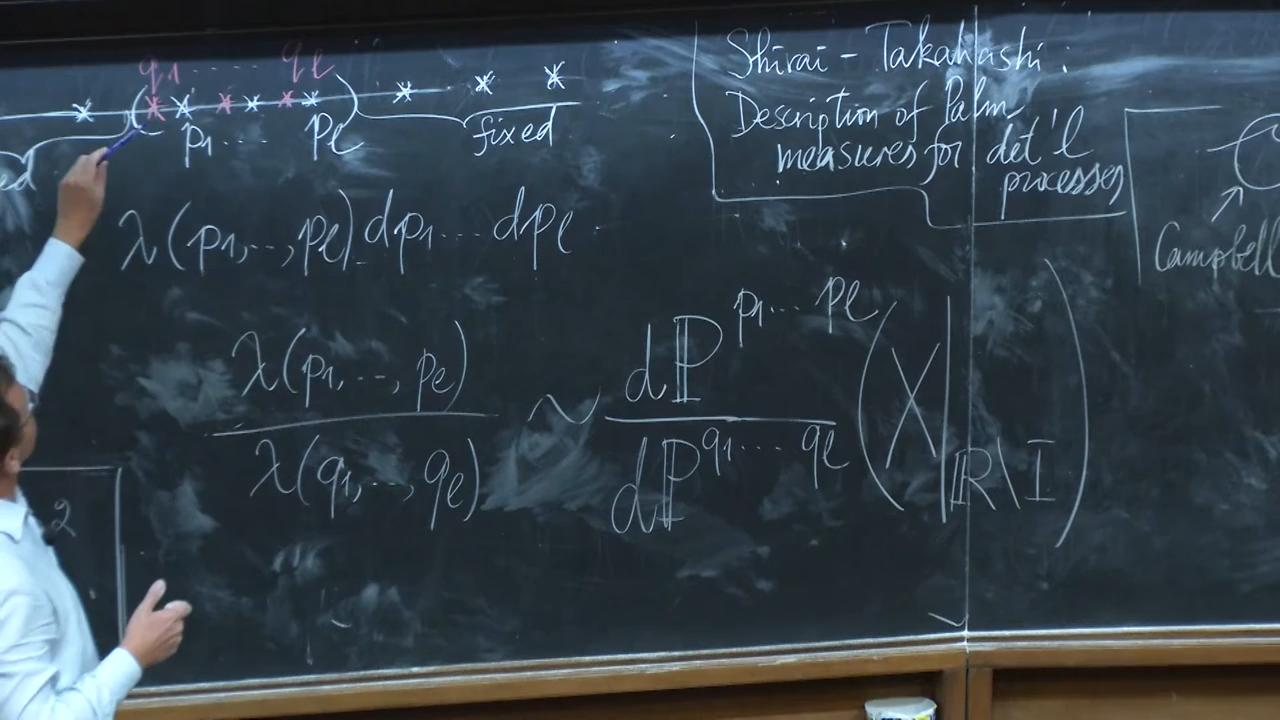 q₁ ..... qℓ
fixed
p₁ .... pℓ
λ(p₁,..,pℓ) dp₁ ... dpℓ
λ(p₁,..,pℓ) / λ(q₁,..,qℓ) ~ dℙ^{p₁...pℓ} / dℙ^{q₁...qℓ} (X|_{ℝ\I})
Shirai – Takahashi:
Description of Palm
measures for det'l
processes
Campbell
2